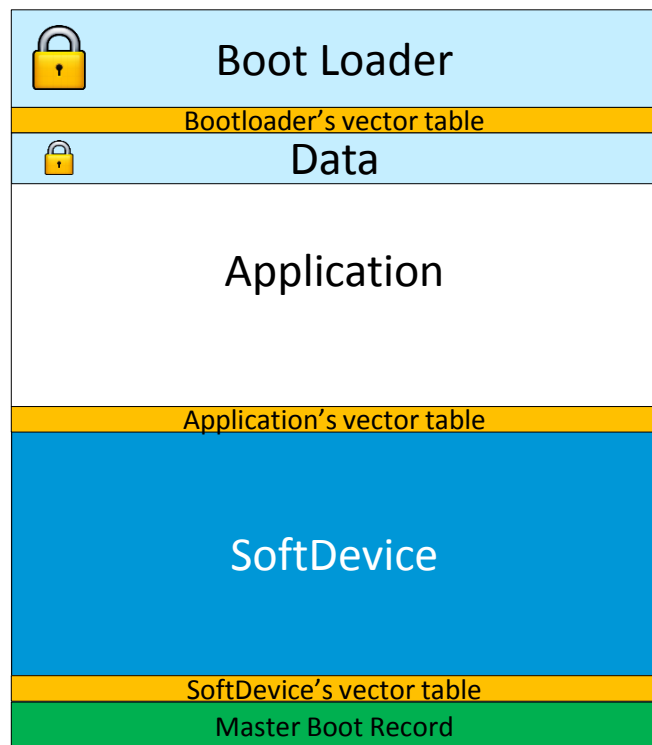 Boot Loader
Bootloader’s vector table
Data
Application
Application’s vector table
SoftDevice
SoftDevice’s vector table
Master Boot Record